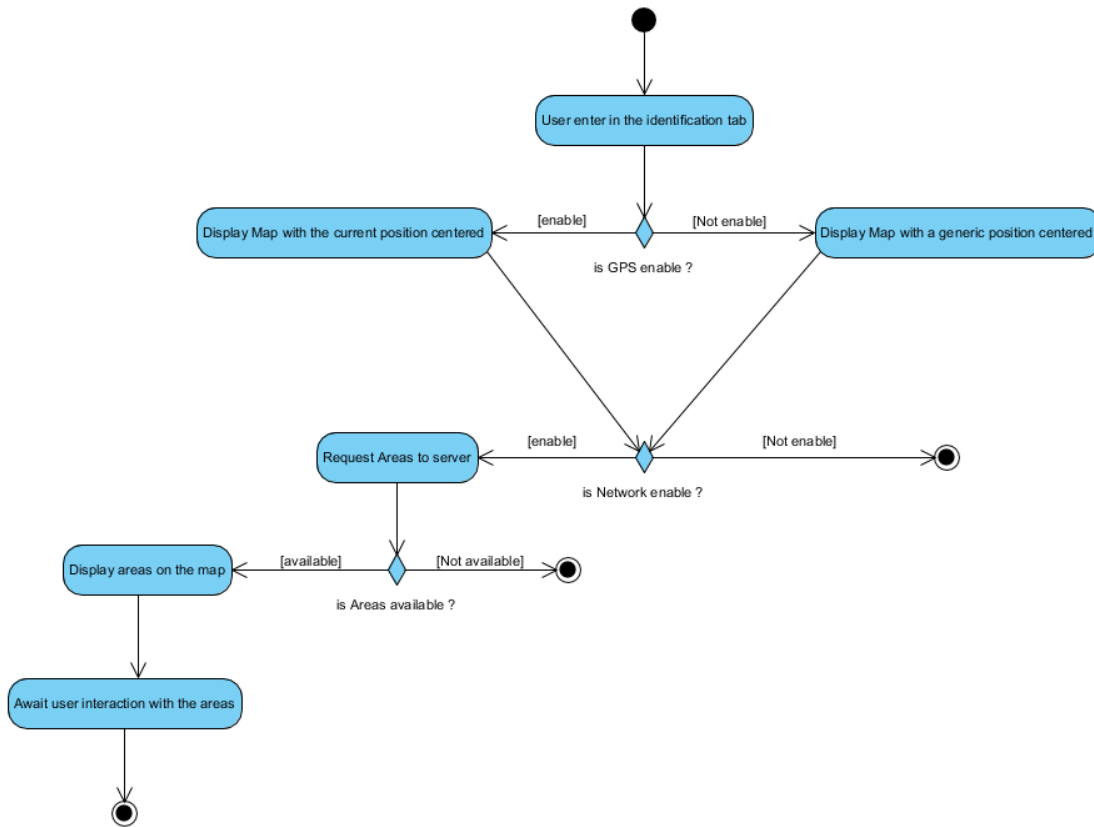 User enter in the identification tab
[enable]
[Not enable]
Display Map with the current position centered
Display Map with a generic position centered
is GPS enable ?
[enable]
[Not enable]
Request Areas to server
is Network enable ?
[available]
[Not available]
Display areas on the map
is Areas available ?
Await user interaction with the areas